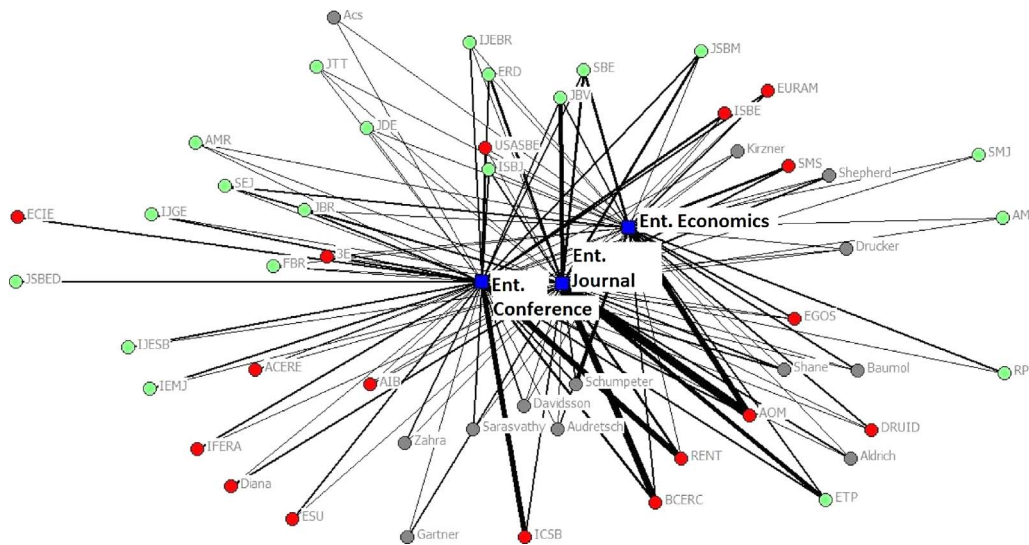 Acs
IJEBR
JSBM
JTT
ERD
SBE
EURAM
JBV
ISBE
JDE
AMR
USASBE
Kirzner
SMJ
ISBJ
SMS
Shepherd
SEJ
ECIE
IJGE
JBR
AM
Ent. Economics
Drucker
3E
FBR
Ent.
Journal
JSBED
Ent.
Conference
EGOS
IJESB
ACERE
Shane
Baumol
RP
IEMJ
AIB
Schumpeter
Davidsson
AOM
Sarasvathy
Audretsch
DRUID
IFERA
Zahra
RENT
Aldrich
Diana
BCERC
ETP
ESU
Gartner
ICSB